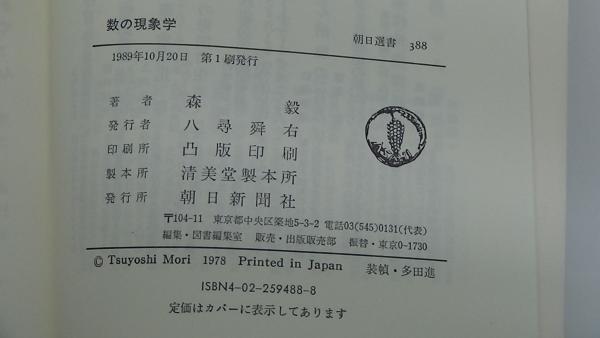 数の現象学
朝日選書 388
1989年10月20日 第1刷発行
著者 森毅
発行者 八尋舜右
印刷所 凸版印刷
製本所 清美堂製本所
発行所 朝日新聞社
〒104-11 東京都中央区築地5-3-2 電話03(545)0131(代表)
編集・図書編集室 販売・出版販売部 振替・東京0-1730
© Tsuyoshi Mori 1978 Printed in Japan 装幀・多田進
ISBN4-02-259488-8
定価はカバーに表示してあります